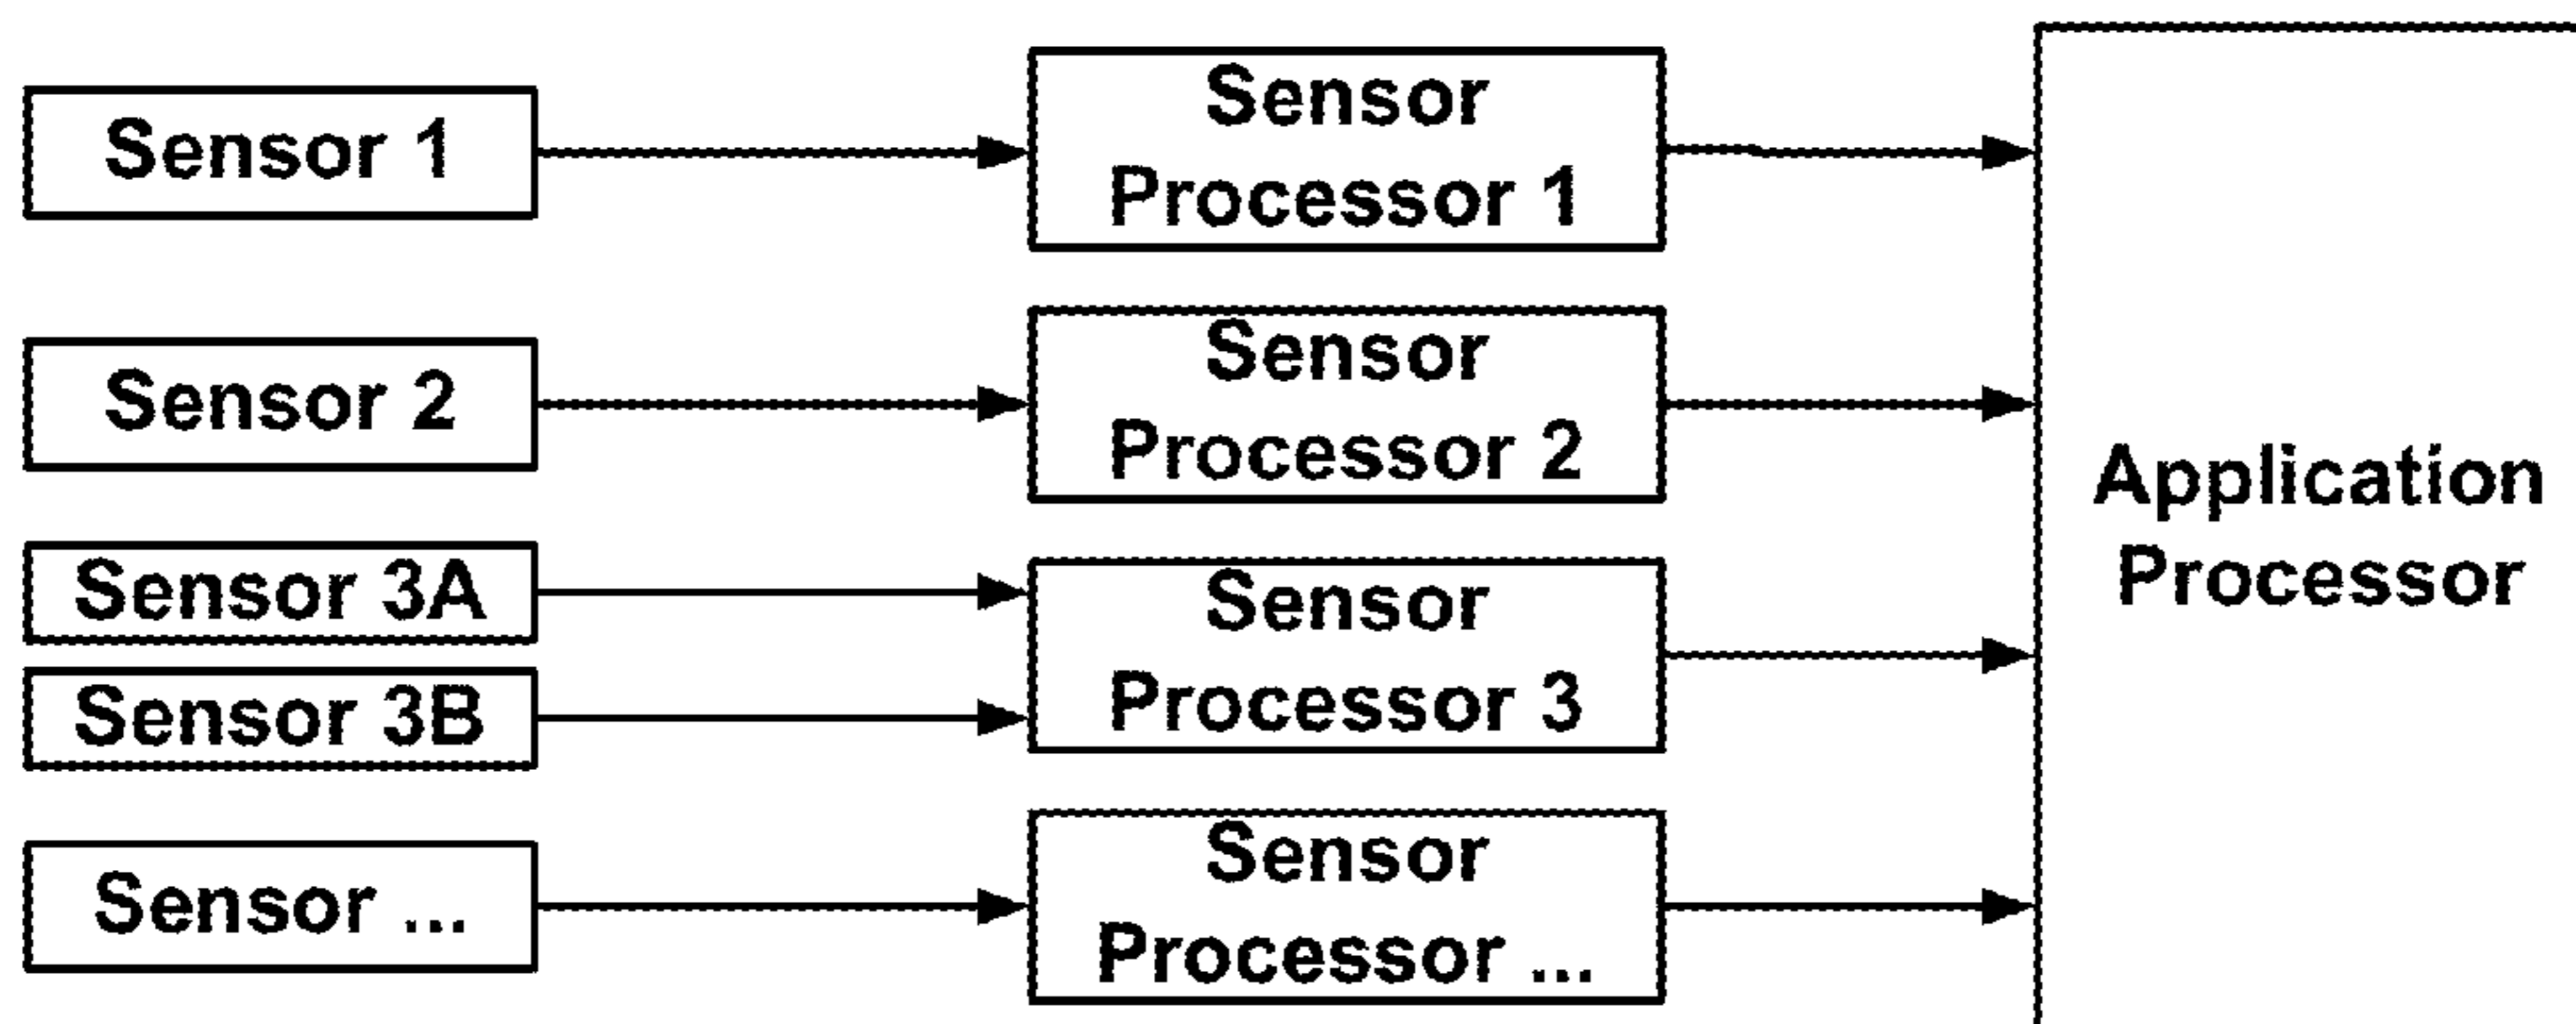 Sensor 1
Sensor
Processor 1
Sensor 2
Sensor
Processor 2
Sensor 3A
Sensor 3B
Sensor
Processor 3
Sensor ...
Sensor
Processor ...
Application
Processor